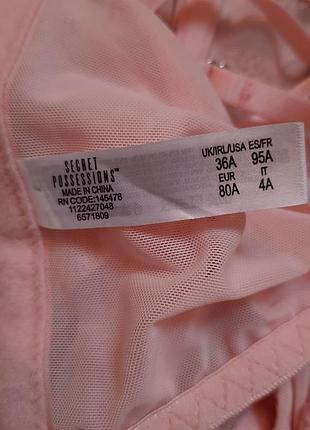 SECRET
POSSESSIONS™
MADE IN CHINA
RN CODE:145478
1122427048
6571809
UK/IRL/USA ES/FR
36A 95A
EUR IT
80A 4A